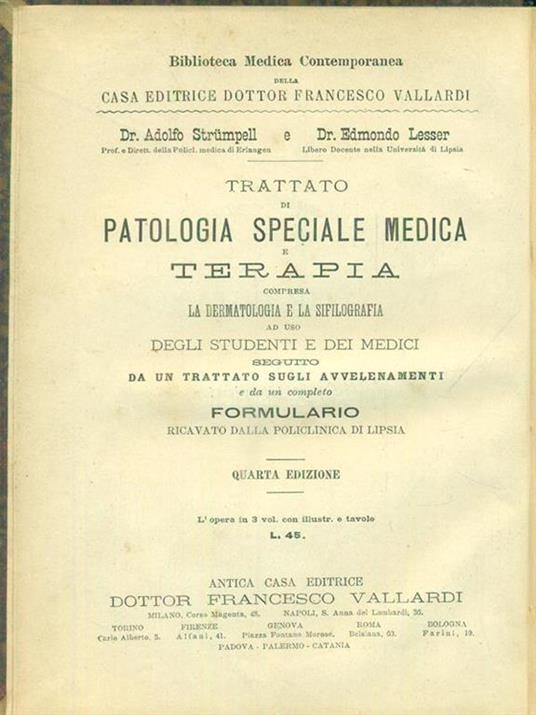 Biblioteca Medica Contemporanea
DELLA
CASA EDITRICE DOTTOR FRANCESCO VALLARDI
Dr. Adolfo Strümpell e Dr. Edmondo Lesser
Prof. e Dirett. della Policl. medica di Erlangen Libero Docente nella Università di Lipsia
TRATTATO
DI
PATOLOGIA SPECIALE MEDICA
E
TERAPIA
COMPRESA
LA DERMATOLOGIA E LA SIFILOGRAFIA
AD USO
DEGLI STUDENTI E DEI MEDICI
SEGUITO
DA UN TRATTATO SUGLI AVVELENAMENTI
e da un completo
FORMULARIO
RICAVATO DALLA POLICLINICA DI LIPSIA
QUARTA EDIZIONE
L'opera in 3 vol. con illustr. e tavole
L. 45.
ANTICA CASA EDITRICE
DOTTOR FRANCESCO VALLARDI
MILANO, Corso Magenta, 48. NAPOLI, S. Anna dei Lombardi, 36.
TORINO FIRENZE GENOVA ROMA BOLOGNA
Carlo Alberto, 5. Alfani, 41. Piazza Fontane Morose. Belsiana, 60. Farini, 10.
PADOVA - PALERMO - CATANIA